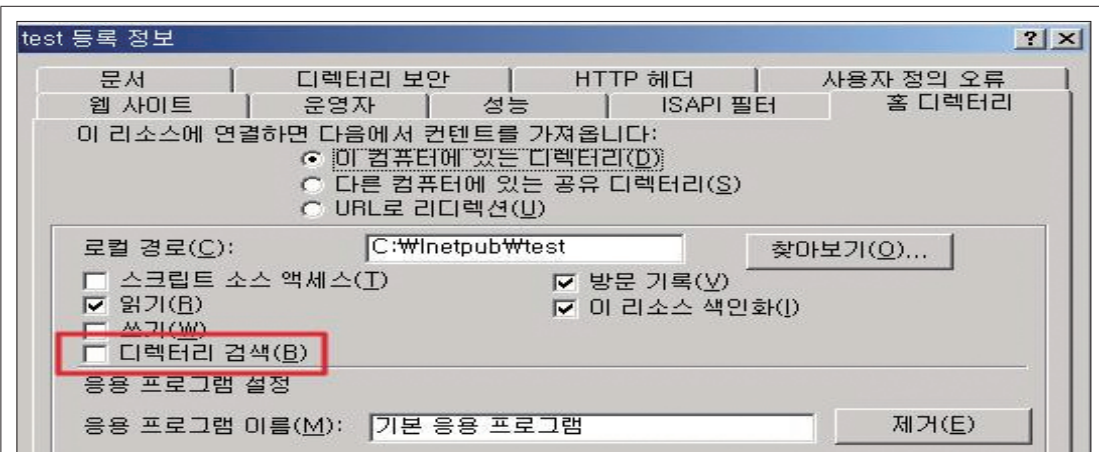 test 등록 정보
문서 디렉터리 보안 HTTP 헤더 사용자 정의 오류
웹 사이트 운영자 성능 ISAPI 필터 홈 디렉터리
이 리소스에 연결하면 다음에서 컨텐트를 가져옵니다:
이 컴퓨터에 있는 디렉터리(D)
다른 컴퓨터에 있는 공유 디렉터리(S)
URL로 리디렉션(U)
로컬 경로(C): C:₩Inetpub₩test 찾아보기(O)...
스크립트 소스 액세스(T) 방문 기록(V)
읽기(R) 이 리소스 색인화(I)
쓰기(W)
디렉터리 검색(B)
응용 프로그램 설정
응용 프로그램 이름(M): 기본 응용 프로그램 제거(E)